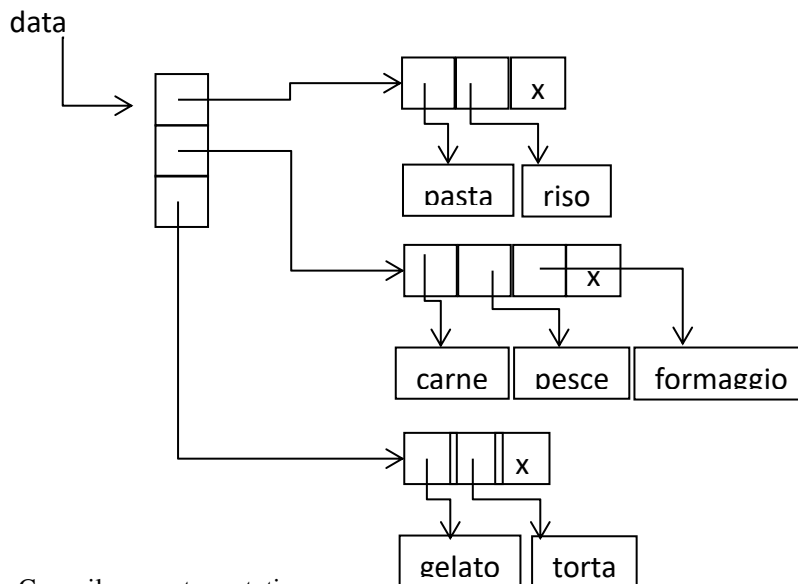 data
x
pasta riso
x
carne pesce formaggio
x
gelato torta